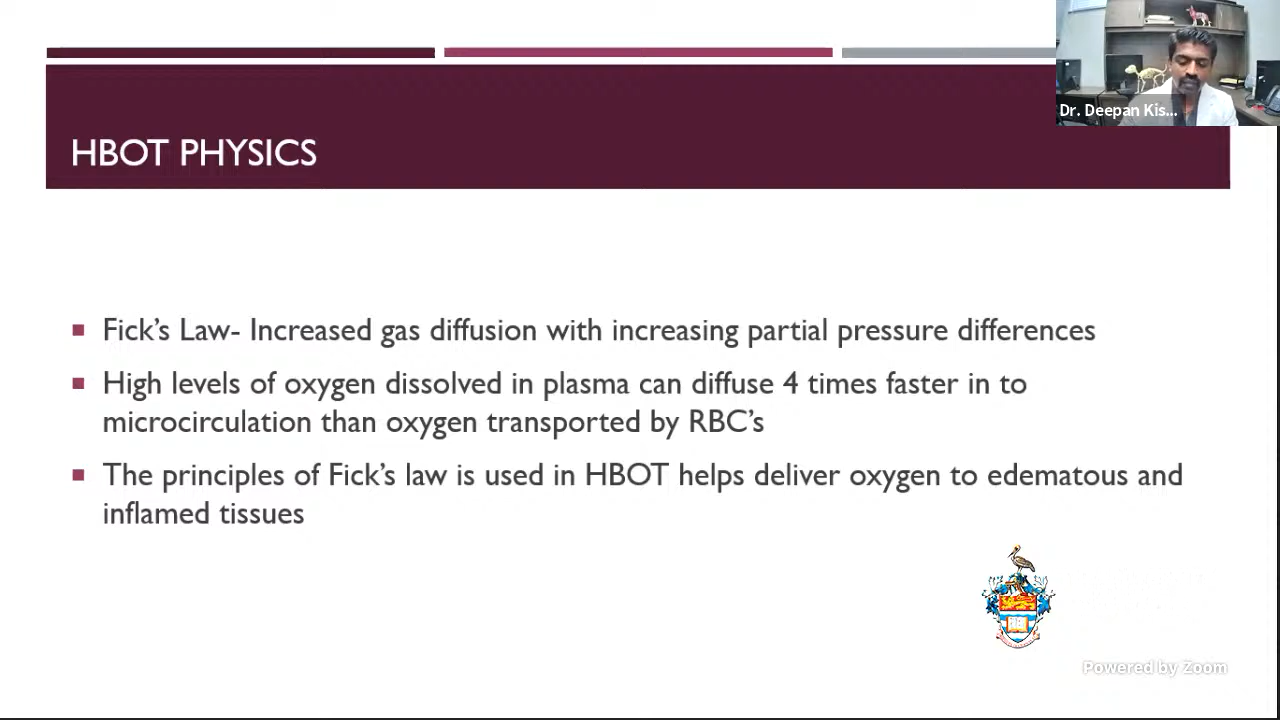 Dr. Deepan Kis...
HBOT PHYSICS
Fick's Law- Increased gas diffusion with increasing partial pressure differences
High levels of oxygen dissolved in plasma can diffuse 4 times faster in to
microcirculation than oxygen transported by RBC's
The principles of Fick's law is used in HBOT helps deliver oxygen to edematous and
inflamed tissues
Powered by Zoom